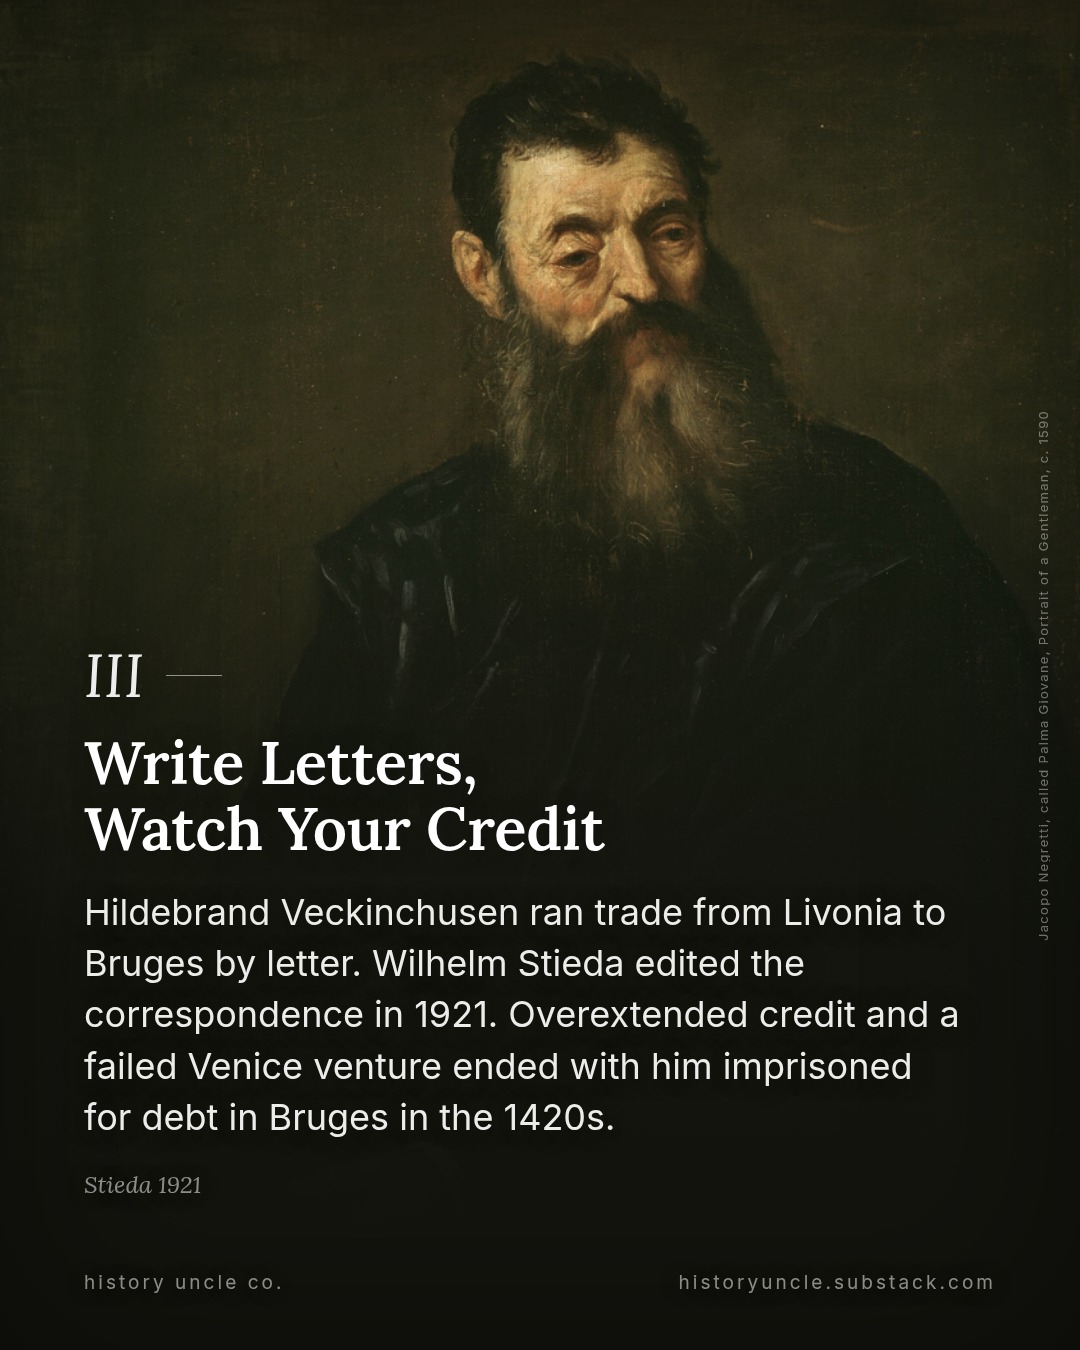 III
Write Letters,
Watch Your Credit
Hildebrand Veckinchusen ran trade from Livonia to
Bruges by letter. Wilhelm Stieda edited the
correspondence in 1921. Overextended credit and a
failed Venice venture ended with him imprisoned
for debt in Bruges in the 1420s.
Stieda 1921
history uncle co.
historyuncle.substack.com
Jacopo Negretti, called Palma Giovane, Portrait of a Gentleman, c. 1590